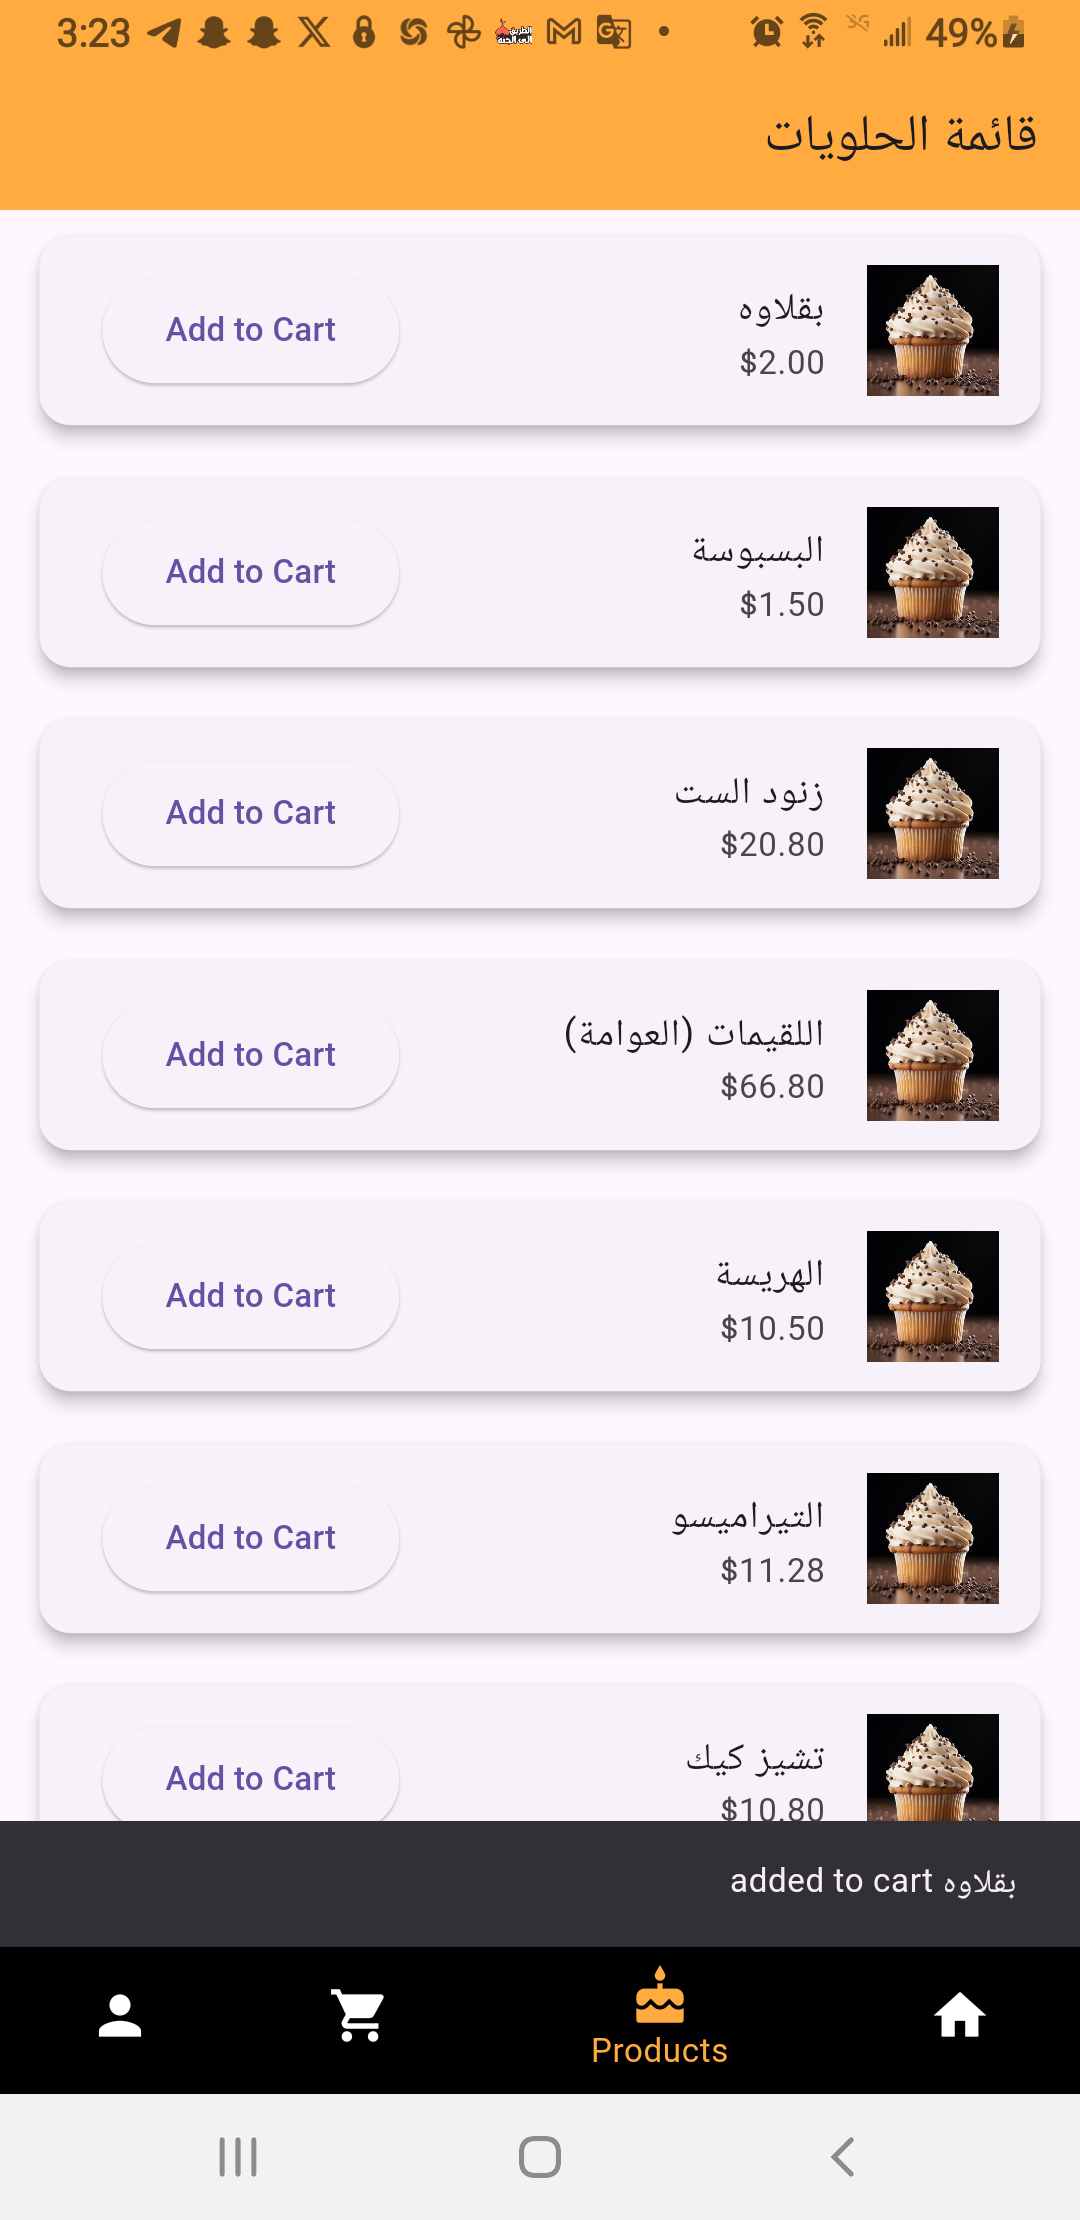 3:23
49%
قائمة الحلويات
بقلاوه
$2.00
Add to Cart
البسبوسة
$1.50
Add to Cart
زنود الست
$20.80
Add to Cart
اللقيمات (العوامة)
$66.80
Add to Cart
الهريسة
$10.50
Add to Cart
التيراميسو
$11.28
Add to Cart
تشيز كيك
$10.80
Add to Cart
بقلاوه added to cart
Products